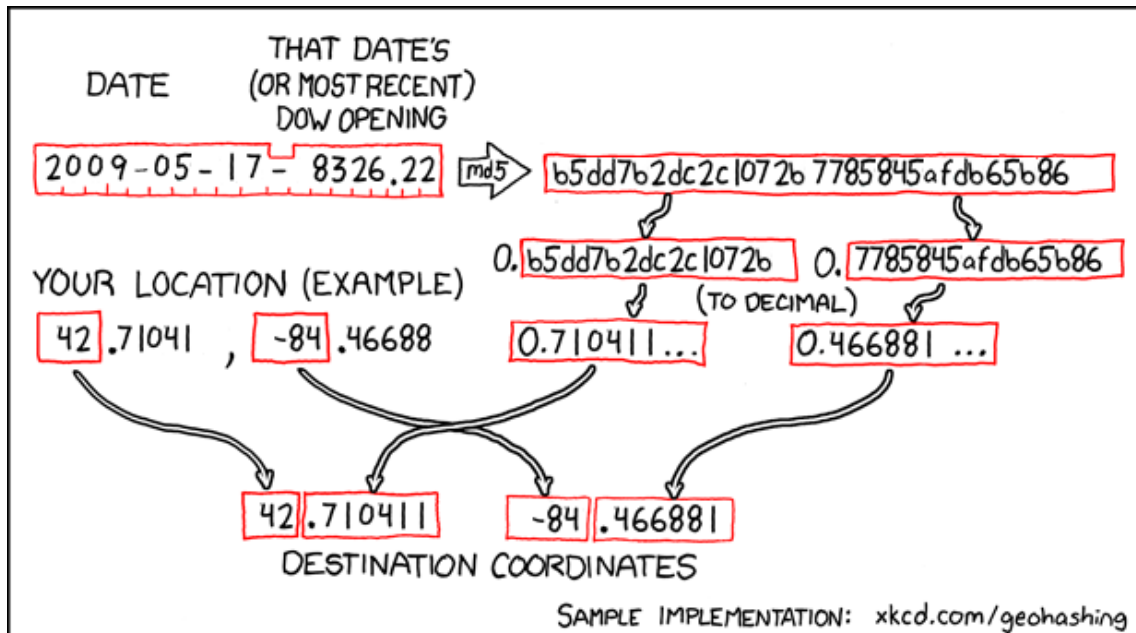 DATE
THAT DATE'S
(OR MOST RECENT)
DOW OPENING
2009-05-17- 8326.22
md5
b5dd7b2dc2c1072b7785845afdb65b86
0.b5dd7b2dc2c1072b
0.7785845afdb65b86
(TO DECIMAL)
YOUR LOCATION (EXAMPLE)
42.71041, -84.46688
0.710411...
0.466881...
42.710411
-84.466881
DESTINATION COORDINATES
SAMPLE IMPLEMENTATION: xkcd.com/geohashing